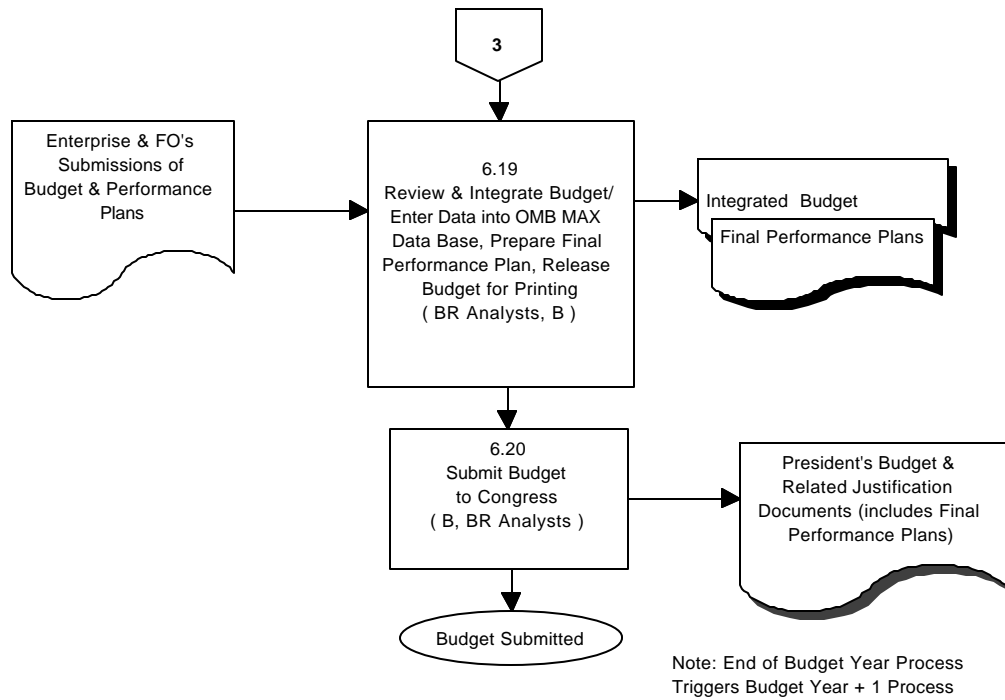 3
Enterprise & FO's
Submissions of
Budget & Performance
Plans
6.19
Review & Integrate Budget/
Enter Data into OMB MAX
Data Base, Prepare Final
Performance Plan, Release
Budget for Printing
( BR Analysts, B )
Integrated Budget
Final Performance Plans
6.20
Submit Budget
to Congress
( B, BR Analysts )
President's Budget &
Related Justification
Documents (includes Final
Performance Plans)
Budget Submitted
Note: End of Budget Year Process
Triggers Budget Year + 1 Process